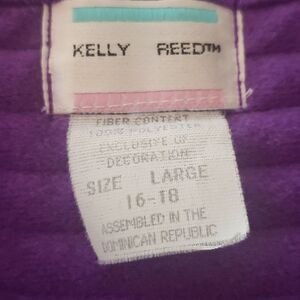 KELLY REED™
FIBER CONTENT
100% POLYESTER
EXCLUSIVE OF
DECORATION
SIZE LARGE
16-18
ASSEMBLED IN THE
DOMINICAN REPUBLIC